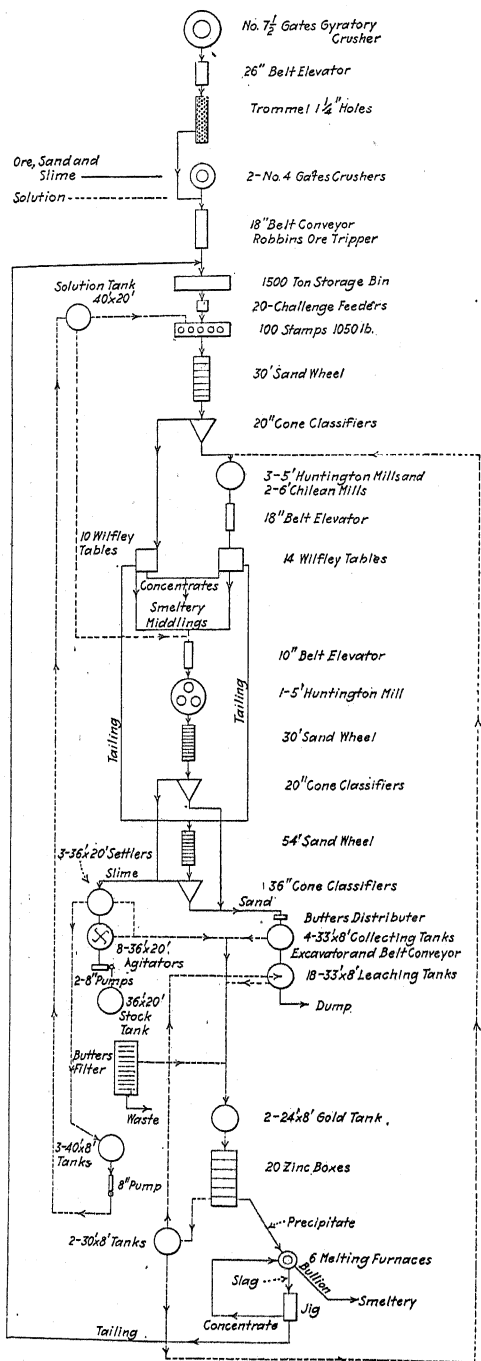 No. 7½ Gates Gyratory
Crusher
26" Belt Elevator
Trommel 1¼" Holes
Ore, Sand and
Slime
Solution
2-No. 4 Gates Crushers
18" Belt Conveyor
Robbins Ore Tripper
Solution Tank
40'x20'
1500 Ton Storage Bin
20-Challenge Feeders
100 Stamps 1050 lb.
30' Sand Wheel
20" Cone Classifiers
3-5' Huntington Mills and
2-6' Chilean Mills
18" Belt Elevator
10 Wilfley
Tables
14 Wilfley Tables
Concentrates
Smeltery
Middlings
10" Belt Elevator
1-5' Huntington Mill
Tailing
Tailing
30' Sand Wheel
20" Cone Classifiers
54' Sand Wheel
3-36'x20' Settlers
Slime
36" Cone Classifiers
Sand
Butters Distributer
4-33'x8' Collecting Tanks
Excavator and Belt Conveyor
8-36'x20'
Agitators
18-33'x8' Leaching Tanks
2-8" Pumps
36'x20'
Stock
Tank
Dump
Butters
Filter
Waste
2-24'x8' Gold Tank
3-40'x8'
Tanks
20 Zinc Boxes
8" Pump
Precipitate
2-30'x8' Tanks
6 Melting Furnaces
Bullion
Slag
Smeltery
Jig
Concentrate
Tailing